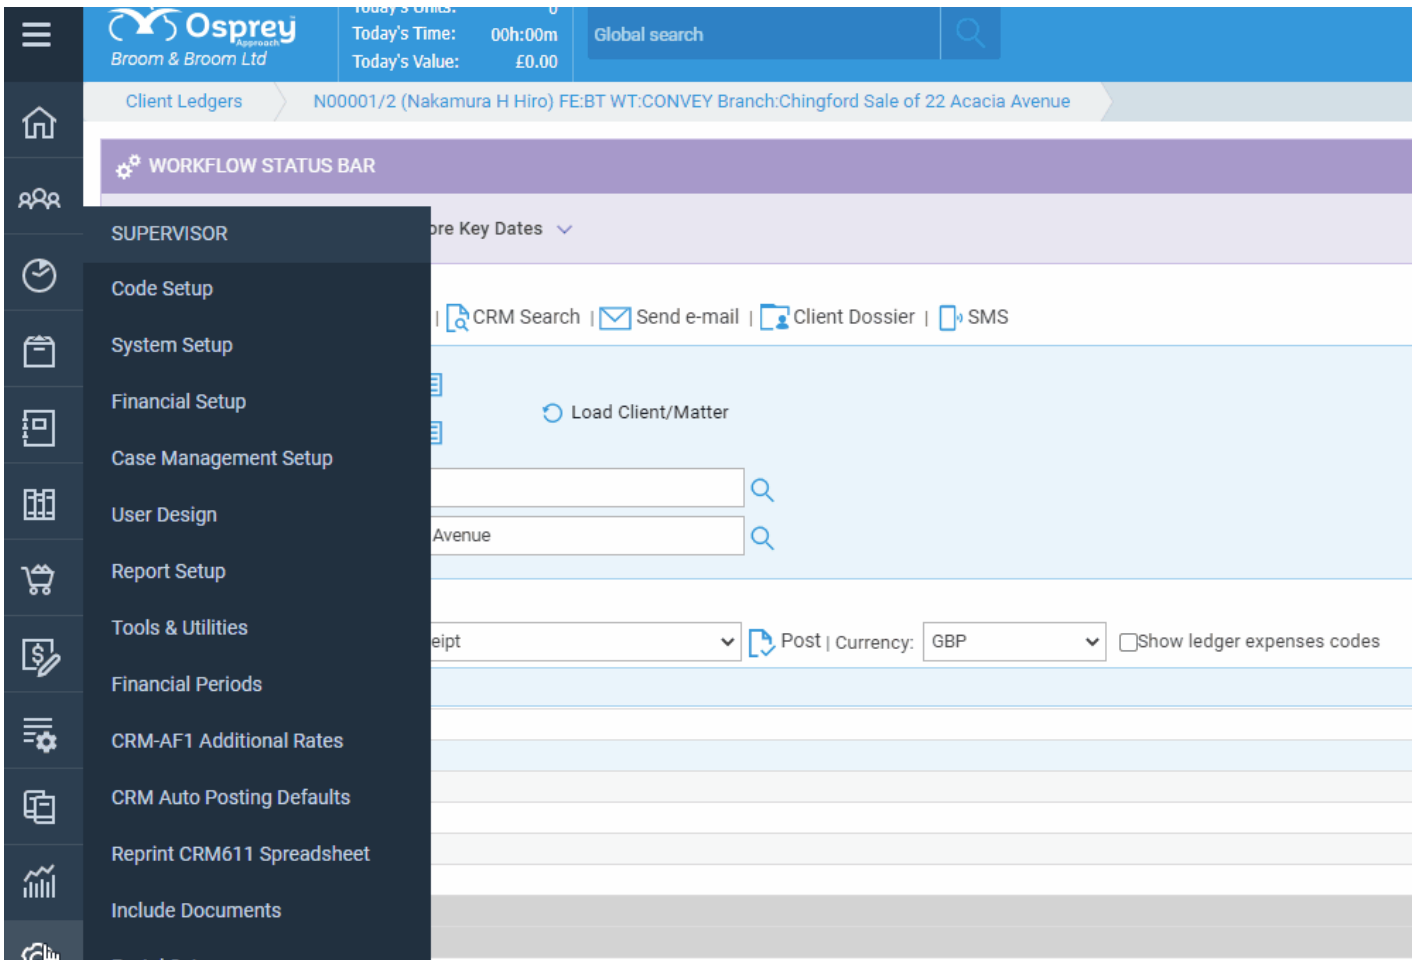 Osprey
Approach
Broom & Broom Ltd
Today's Units: 0
Today's Time: 00h:00m
Today's Value: £0.00
Global search
Client Ledgers
N00001/2 (Nakamura H Hiro) FE:BT WT:CONVEY Branch:Chingford Sale of 22 Acacia Avenue
WORKFLOW STATUS BAR
SUPERVISOR
ore Key Dates
Code Setup
| CRM Search | Send e-mail | Client Dossier | SMS
System Setup
Financial Setup
Load Client/Matter
Case Management Setup
User Design
Avenue
Report Setup
Tools & Utilities
eipt
Post | Currency: GBP
Show ledger expenses codes
Financial Periods
CRM-AF1 Additional Rates
CRM Auto Posting Defaults
Reprint CRM611 Spreadsheet
Include Documents